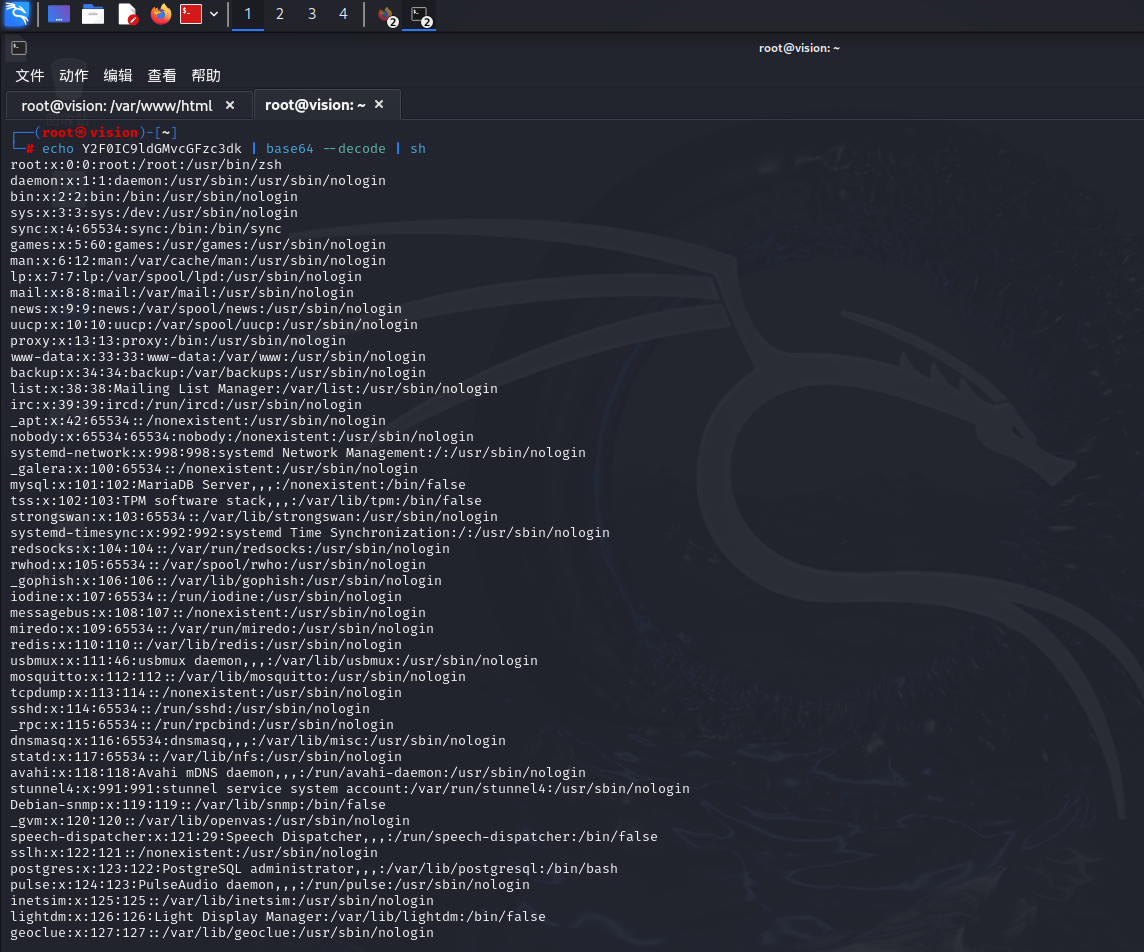 1 2 3 4 2 2
root@vision: ~
文件 动作 编辑 查看 帮助
root@vision: /var/www/html × root@vision: ~ ×
┌──(root㉿vision)-[~]
└─# echo Y2F0IC9ldGMvcGFzc3dk | base64 --decode | sh
root:x:0:0:root:/root:/usr/bin/zsh
daemon:x:1:1:daemon:/usr/sbin:/usr/sbin/nologin
bin:x:2:2:bin:/bin:/usr/sbin/nologin
sys:x:3:3:sys:/dev:/usr/sbin/nologin
sync:x:4:65534:sync:/bin:/bin/sync
games:x:5:60:games:/usr/games:/usr/sbin/nologin
man:x:6:12:man:/var/cache/man:/usr/sbin/nologin
lp:x:7:7:lp:/var/spool/lpd:/usr/sbin/nologin
mail:x:8:8:mail:/var/mail:/usr/sbin/nologin
news:x:9:9:news:/var/spool/news:/usr/sbin/nologin
uucp:x:10:10:uucp:/var/spool/uucp:/usr/sbin/nologin
proxy:x:13:13:proxy:/bin:/usr/sbin/nologin
www-data:x:33:33:www-data:/var/www:/usr/sbin/nologin
backup:x:34:34:backup:/var/backups:/usr/sbin/nologin
list:x:38:38:Mailing List Manager:/var/list:/usr/sbin/nologin
irc:x:39:39:ircd:/run/ircd:/usr/sbin/nologin
_apt:x:42:65534::/nonexistent:/usr/sbin/nologin
nobody:x:65534:65534:nobody:/nonexistent:/usr/sbin/nologin
systemd-network:x:998:998:systemd Network Management:/:/usr/sbin/nologin
_galera:x:100:65534::/nonexistent:/usr/sbin/nologin
mysql:x:101:102:MariaDB Server,,,:/nonexistent:/bin/false
tss:x:102:103:TPM software stack,,,:/var/lib/tpm:/bin/false
strongswan:x:103:65534::/var/lib/strongswan:/usr/sbin/nologin
systemd-timesync:x:992:992:systemd Time Synchronization:/:/usr/sbin/nologin
redsocks:x:104:104::/var/run/redsocks:/usr/sbin/nologin
rwhod:x:105:65534::/var/spool/rwho:/usr/sbin/nologin
_gophish:x:106:106::/var/lib/gophish:/usr/sbin/nologin
iodine:x:107:65534::/run/iodine:/usr/sbin/nologin
messagebus:x:108:107::/nonexistent:/usr/sbin/nologin
miredo:x:109:65534::/var/run/miredo:/usr/sbin/nologin
redis:x:110:110::/var/lib/redis:/usr/sbin/nologin
usbmux:x:111:46:usbmux daemon,,,:/var/lib/usbmux:/usr/sbin/nologin
mosquitto:x:112:112::/var/lib/mosquitto:/usr/sbin/nologin
tcpdump:x:113:114::/nonexistent:/usr/sbin/nologin
sshd:x:114:65534::/run/sshd:/usr/sbin/nologin
_rpc:x:115:65534::/run/rpcbind:/usr/sbin/nologin
dnsmasq:x:116:65534:dnsmasq,,,:/var/lib/misc:/usr/sbin/nologin
statd:x:117:65534::/var/lib/nfs:/usr/sbin/nologin
avahi:x:118:118:Avahi mDNS daemon,,,:/run/avahi-daemon:/usr/sbin/nologin
stunnel4:x:991:991:stunnel service system account:/var/run/stunnel4:/usr/sbin/nologin
Debian-snmp:x:119:119::/var/lib/snmp:/bin/false
_gvm:x:120:120::/var/lib/openvas:/usr/sbin/nologin
speech-dispatcher:x:121:29:Speech Dispatcher,,,:/run/speech-dispatcher:/bin/false
sslh:x:122:121::/nonexistent:/usr/sbin/nologin
postgres:x:123:122:PostgreSQL administrator,,,:/var/lib/postgresql:/bin/bash
pulse:x:124:123:PulseAudio daemon,,,:/run/pulse:/usr/sbin/nologin
inetsim:x:125:125::/var/lib/inetsim:/usr/sbin/nologin
lightdm:x:126:126:Light Display Manager:/var/lib/lightdm:/bin/false
geoclue:x:127:127::/var/lib/geoclue:/usr/sbin/nologin